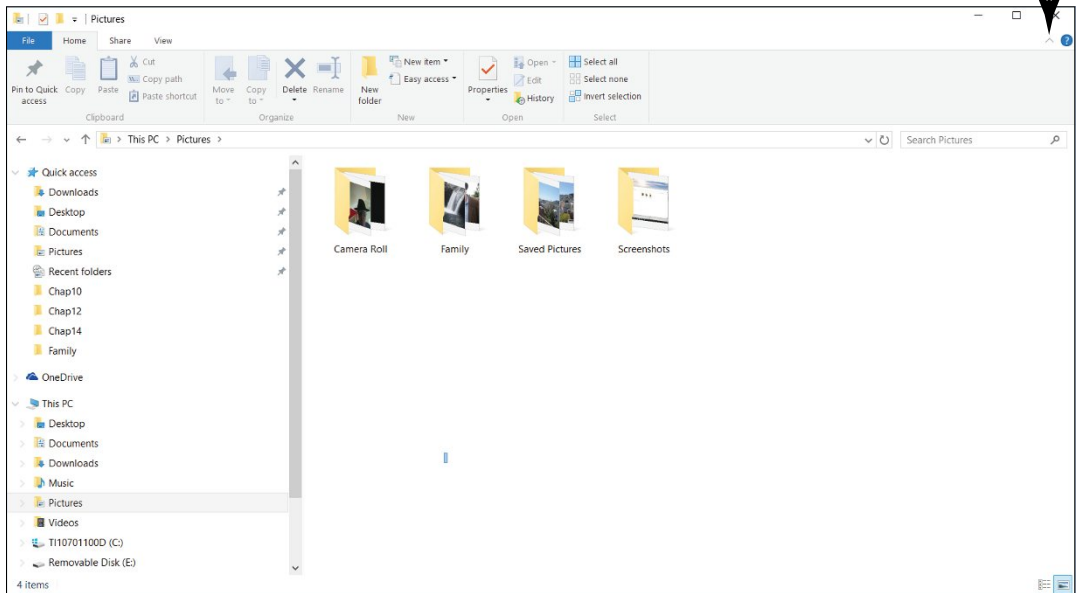 Pictures
File Home Share View
Pin to Quick access
Copy
Paste
Cut
Copy path
Paste shortcut
Move to
Copy to
Delete
Rename
New folder
New item
Easy access
Properties
Open
Edit
History
Select all
Select none
Invert selection
Clipboard Organize New Open Select
This PC > Pictures >
Search Pictures
Quick access
Downloads
Desktop
Documents
Pictures
Recent folders
Chap10
Chap12
Chap14
Family
OneDrive
This PC
Desktop
Documents
Downloads
Music
Pictures
Videos
TI10701100D (C:)
Removable Disk (E:)
Camera Roll Family Saved Pictures Screenshots
4 items